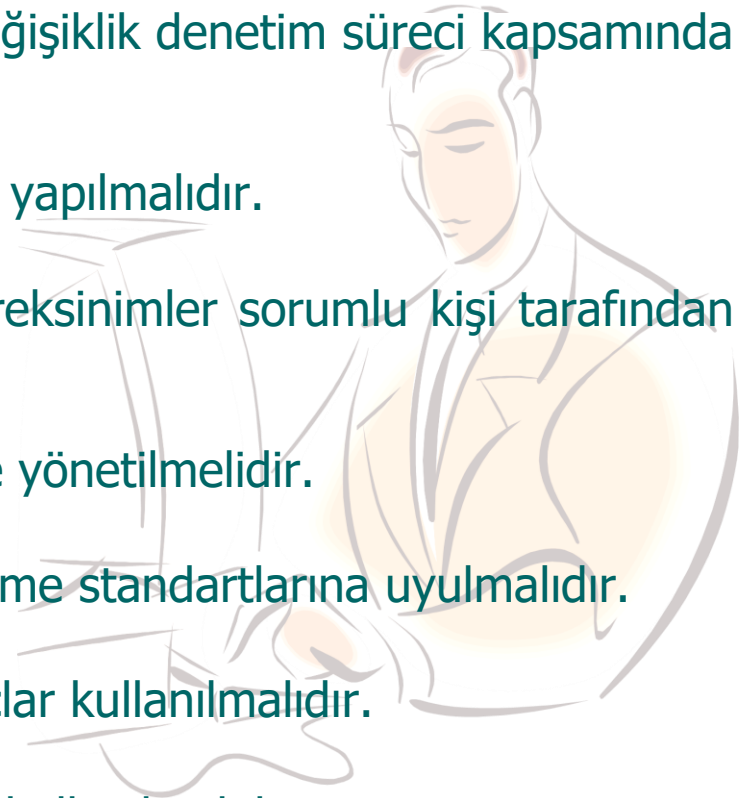 ğişiklik denetim süreci kapsamında
yapılmalıdır.
reksinimler sorumlu kişi tarafından
yönetilmelidir.
me standartlarına uyulmalıdır.
lar kullanılmalıdır.